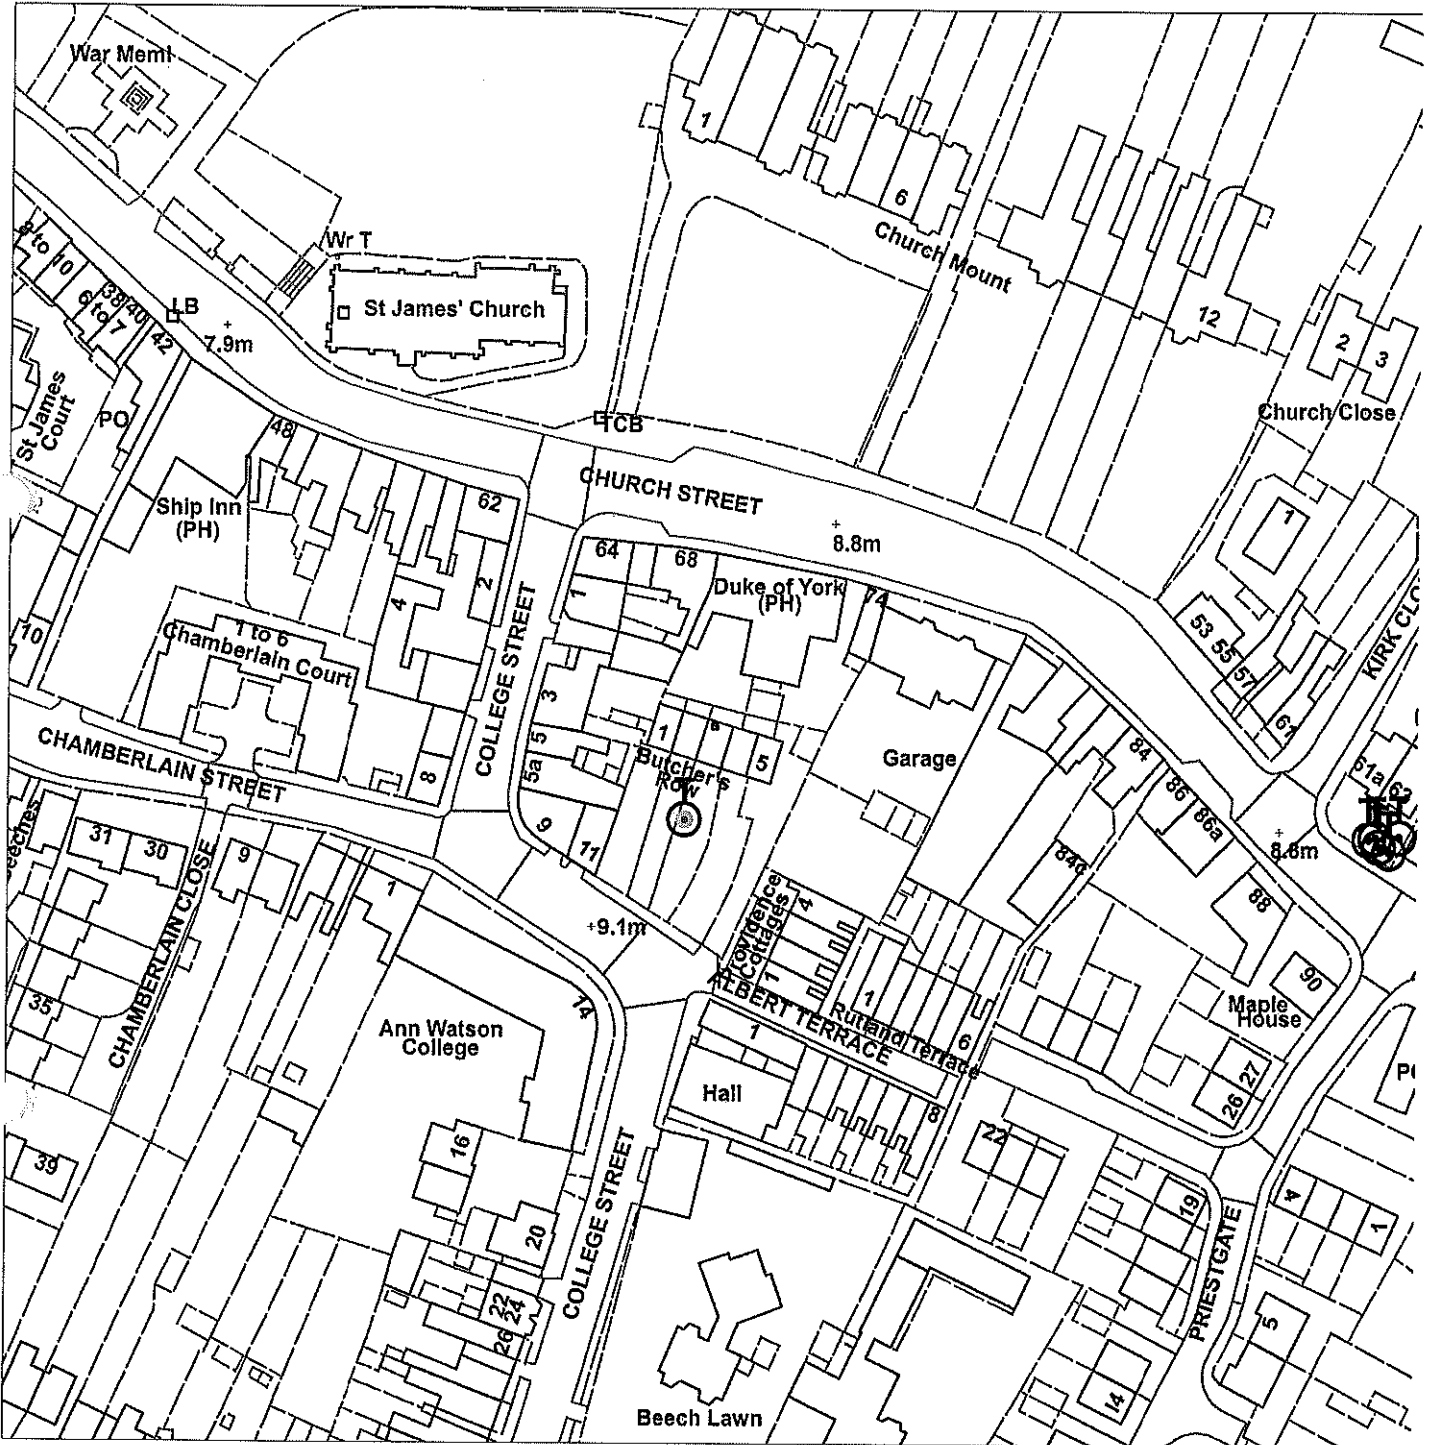 War Meml
1
6
Church Mount
Wr T
9 to 10
38
40
6 to 7
42
LB
7.9m
St James' Church
12
2
3
Church Close
St James
Court
PO
TCB
48
Ship Inn
(PH)
62
CHURCH STREET
8.8m
1
64
68
Duke of York
(PH)
74
2
4
1
53
55
57
61
KIRK CLO
10
1 to 6
Chamberlain Court
COLLEGE STREET
3
5
5a
1
5
Butcher's
Row
Garage
84
86
86a
61a
8.8m
CHAMBERLAIN STREET
8
9
11
eeches
31
30
9
1
CHAMBERLAIN CLOSE
84c
88
9.1m
Providence
Cottages
4
1
90
Maple
House
35
Ann Watson
College
14
ALBERT TERRACE
1
Rutland Terrace
6
1
Hall
8
27
26
22
16
39
20
COLLEGE STREET
19
4
1
PRIESTGATE
22
24
26
5
14
Beech Lawn